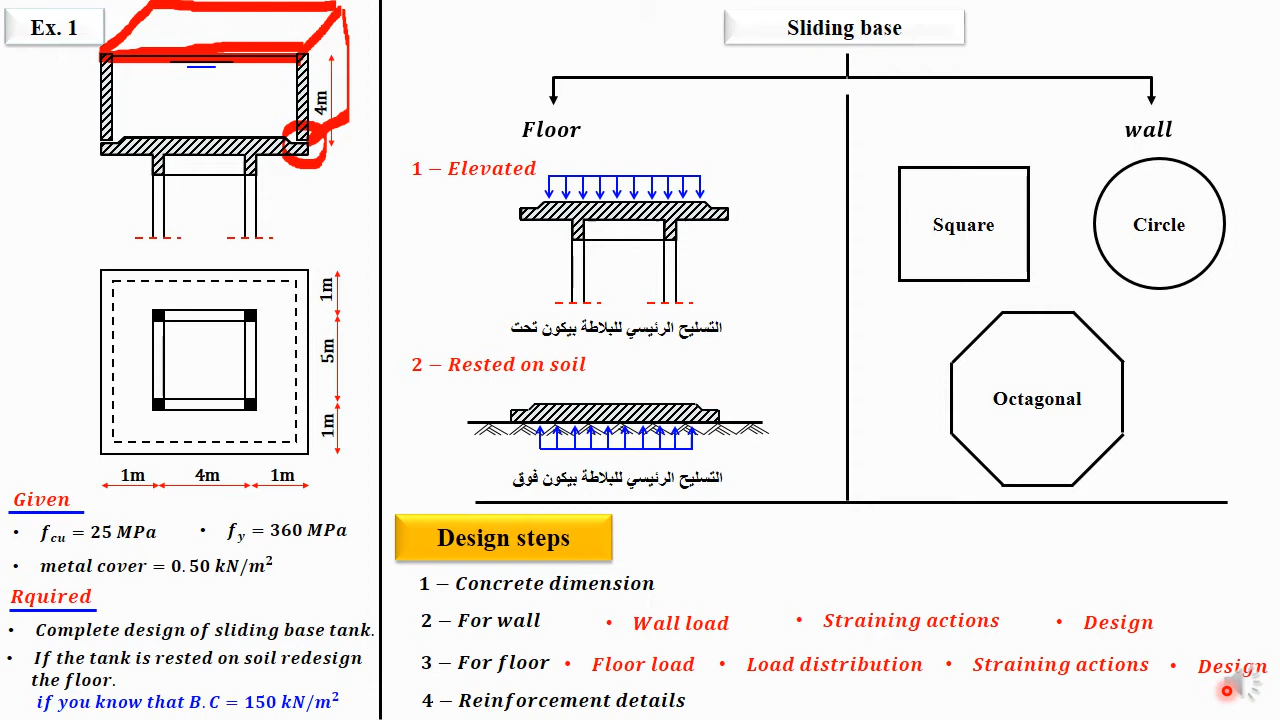 Ex. 1
4m
1m
5m
1m
1m 4m 1m
Given
• f_cu = 25 MPa • f_y = 360 MPa
• metal cover = 0.50 kN/m²
Rquired
• Complete design of sliding base tank.
• If the tank is rested on soil redesign
the floor.
if you know that B.C = 150 kN/m²
Sliding base
Floor
wall
1 − Elevated
التسليح الرئيسي للبلاطة بيكون تحت
2 − Rested on soil
التسليح الرئيسي للبلاطة بيكون فوق
Square
Circle
Octagonal
Design steps
1 − Concrete dimension
2 − For wall • Wall load • Straining actions • Design
3 − For floor • Floor load • Load distribution • Straining actions • Design
4 − Reinforcement details